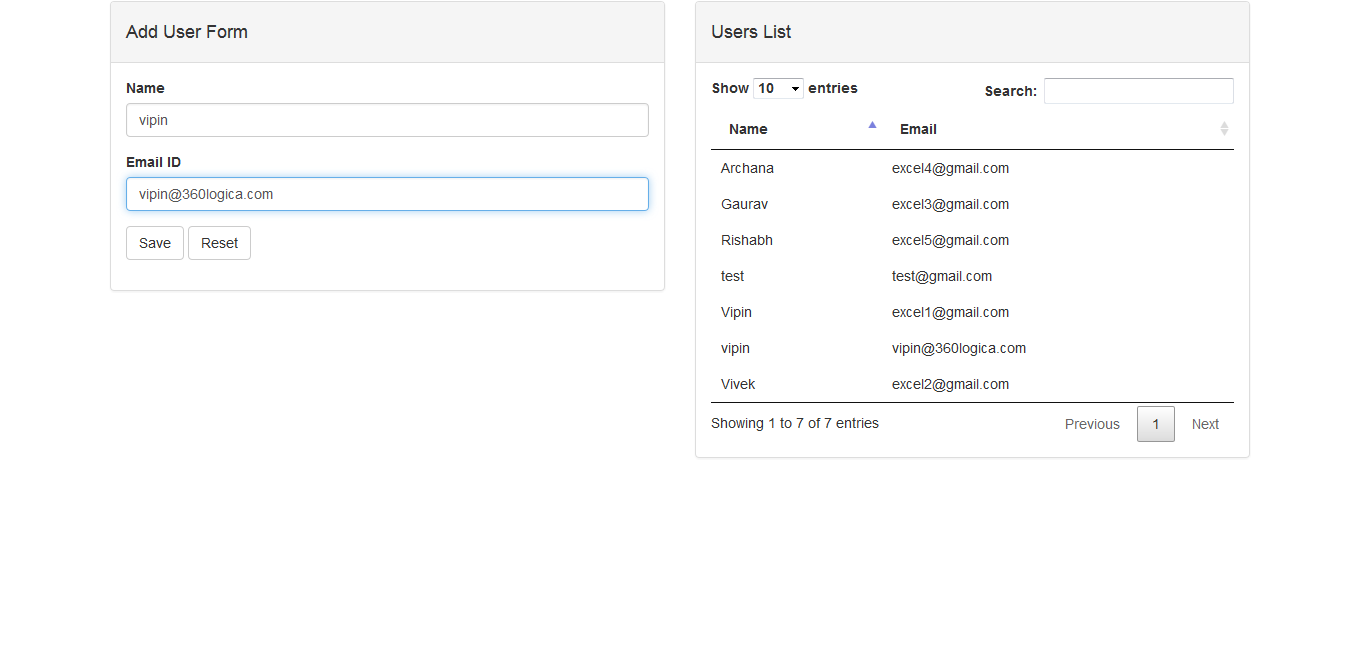 Add User Form
Name
vipin
Email ID
vipin@360logica.com
Save Reset
Users List
Show 10 entries Search:
Name Email
Archana excel4@gmail.com
Gaurav excel3@gmail.com
Rishabh excel5@gmail.com
test test@gmail.com
Vipin excel1@gmail.com
vipin vipin@360logica.com
Vivek excel2@gmail.com
Showing 1 to 7 of 7 entries Previous 1 Next